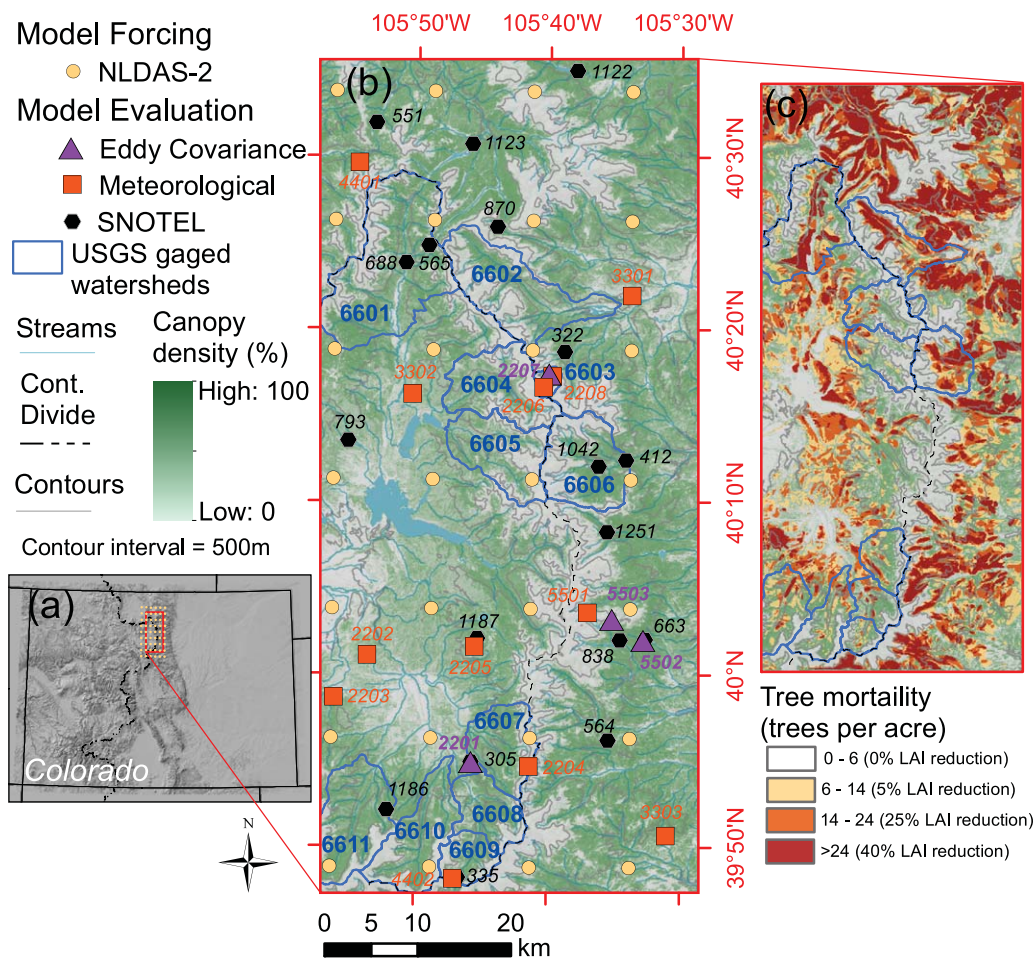 Model Forcing
NLDAS-2
Model Evaluation
Eddy Covariance
Meteorological
SNOTEL
USGS gaged
watersheds
Streams
Cont.
Divide
Contours
Canopy
density (%)
High: 100
Low: 0
Contour interval = 500m
(a)
Colorado
N
105°50'W
105°40'W
105°30'W
(b)
1122
551
1123
4401
870
688
565
6602
3301
6601
322
3302
6604
2207
6603
2206
2208
793
6605
1042
412
6606
1251
5501
5503
1187
663
2202
2205
838
5502
2203
6607
564
2201
305
2204
1186
6608
3303
6611
6610
6609
4402
335
40°30'N
40°20'N
40°10'N
40°N
39°50'N
0
5
10
20
km
(c)
Tree mortaility
(trees per acre)
0 - 6 (0% LAI reduction)
6 - 14 (5% LAI reduction)
14 - 24 (25% LAI reduction)
>24 (40% LAI reduction)